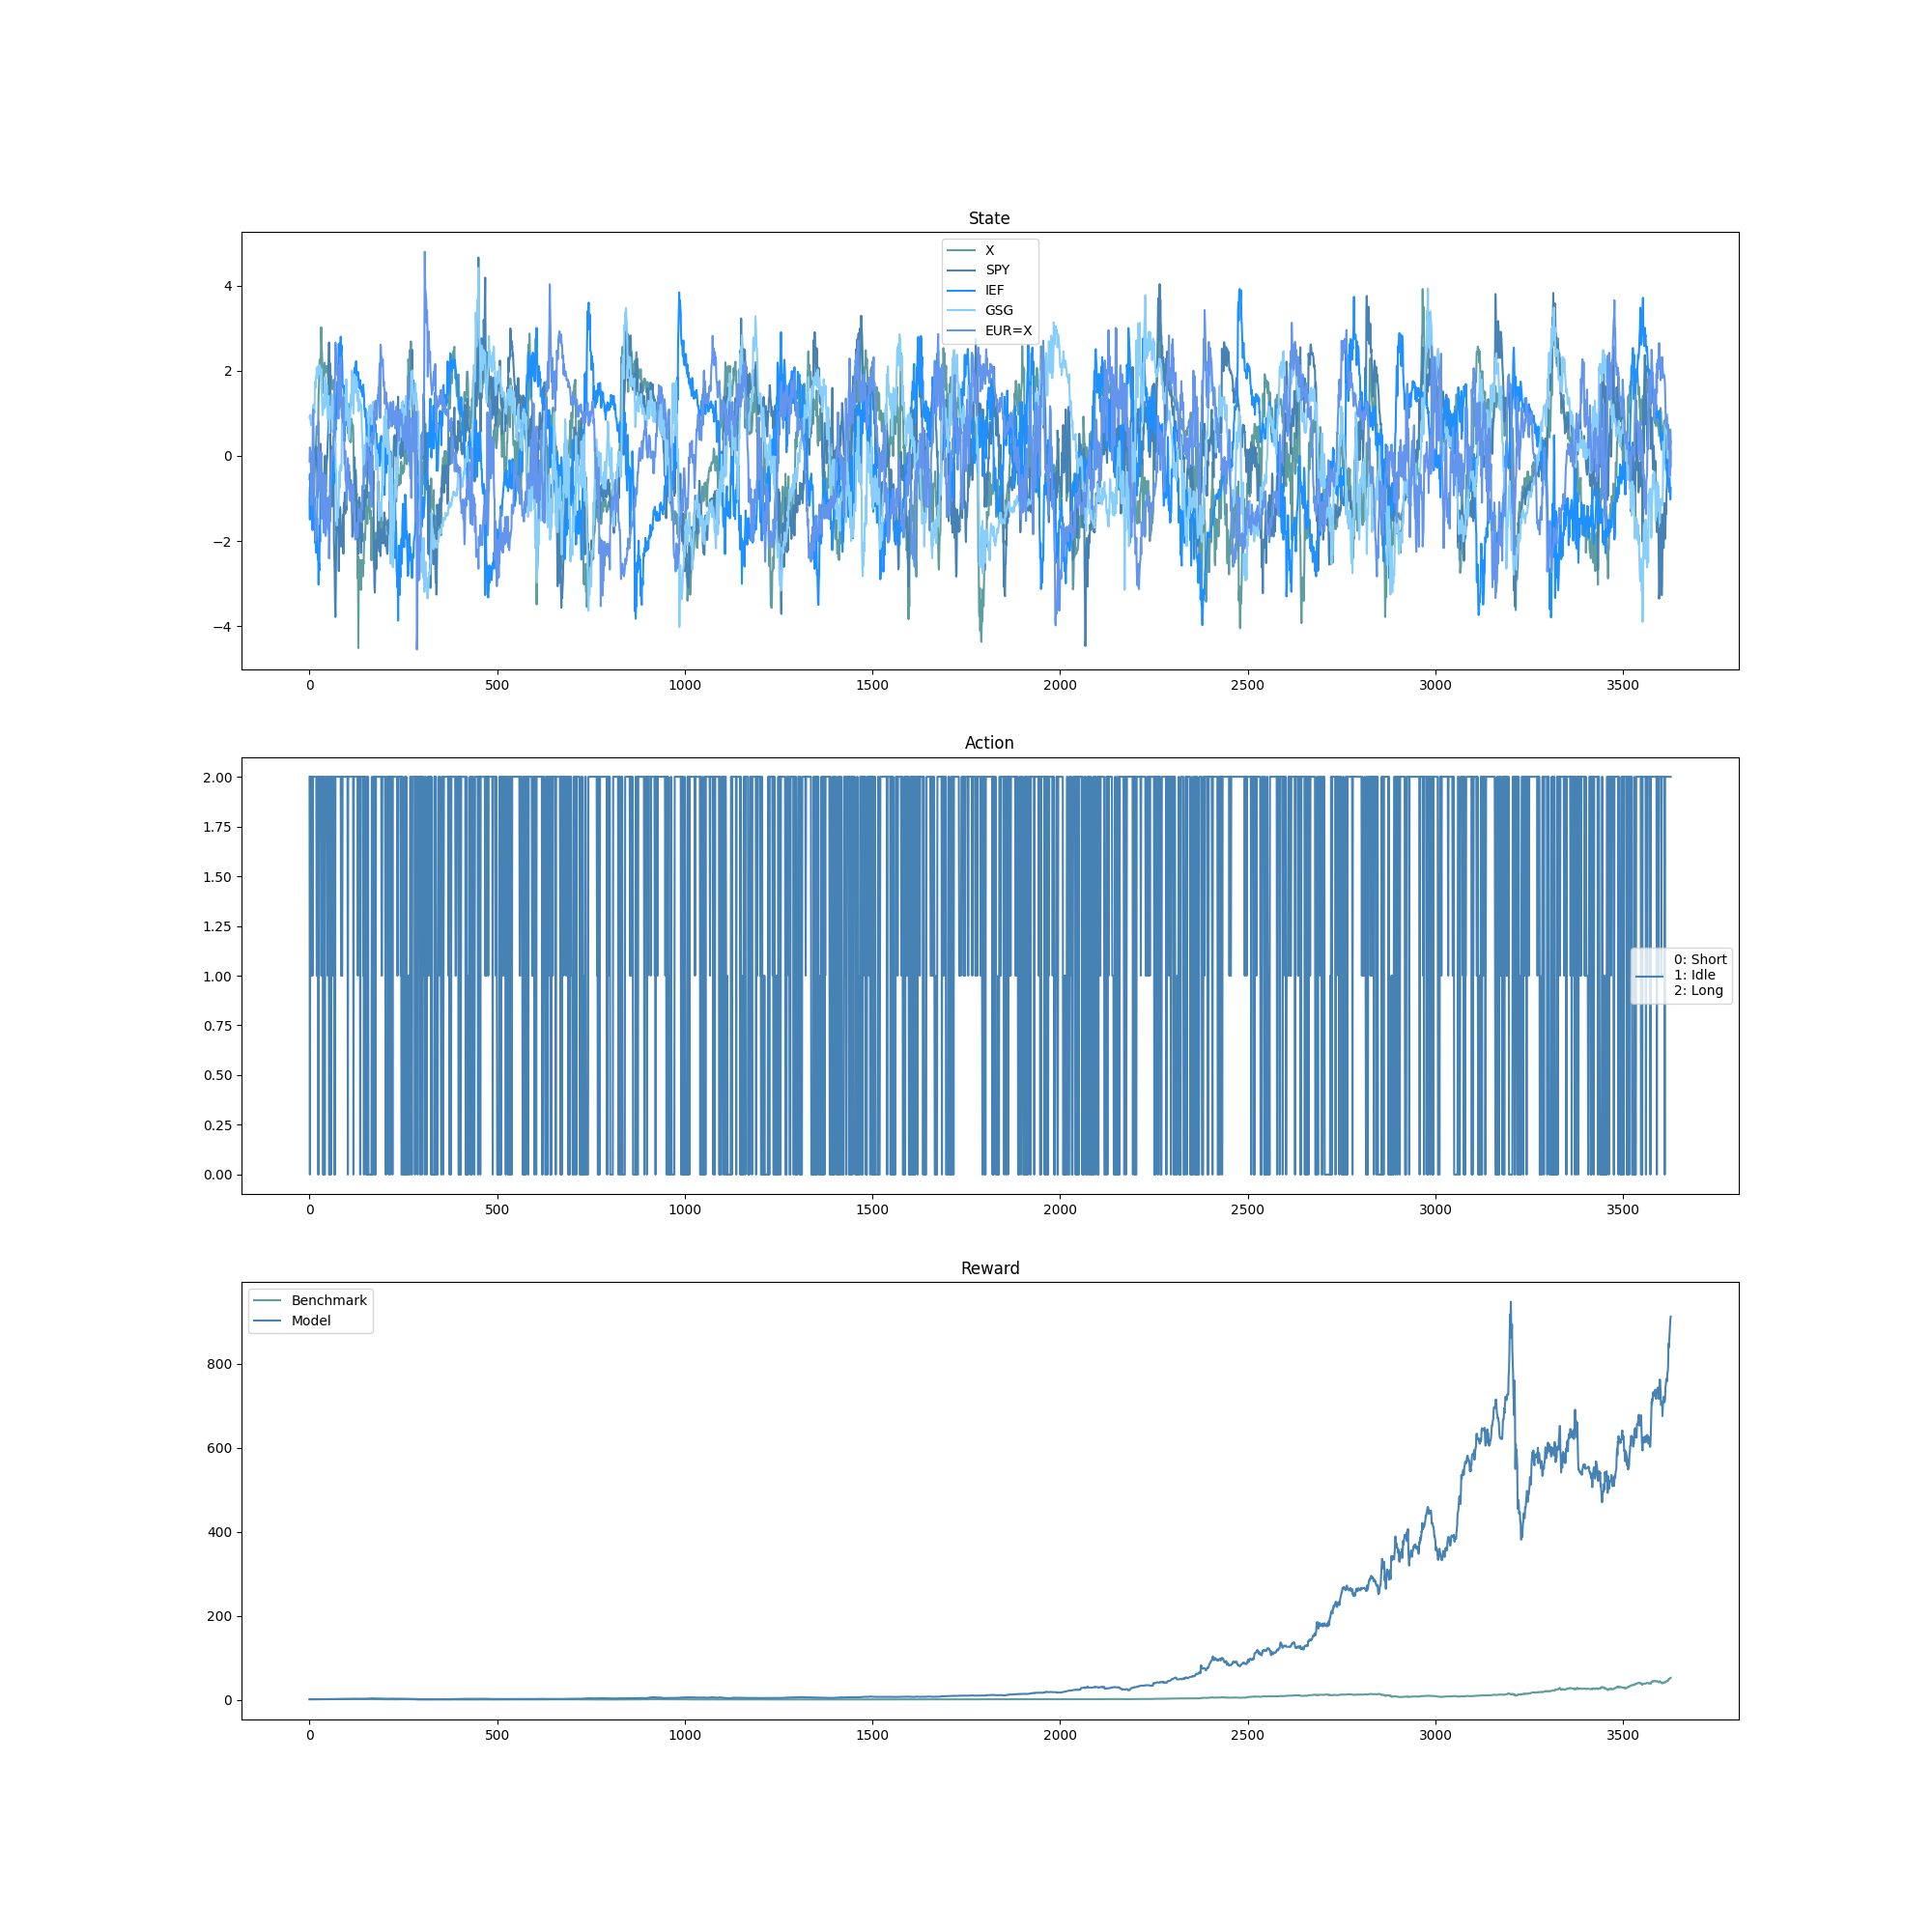 State
X
SPY
IEF
GSG
EUR=X
4
2
0
−2
−4
0 500 1000 1500 2000 2500 3000 3500
Action
2.00
1.75
1.50
1.25
1.00
0.75
0.50
0.25
0.00
0: Short
1: Idle
2: Long
0 500 1000 1500 2000 2500 3000 3500
Reward
Benchmark
Model
800
600
400
200
0
0 500 1000 1500 2000 2500 3000 3500